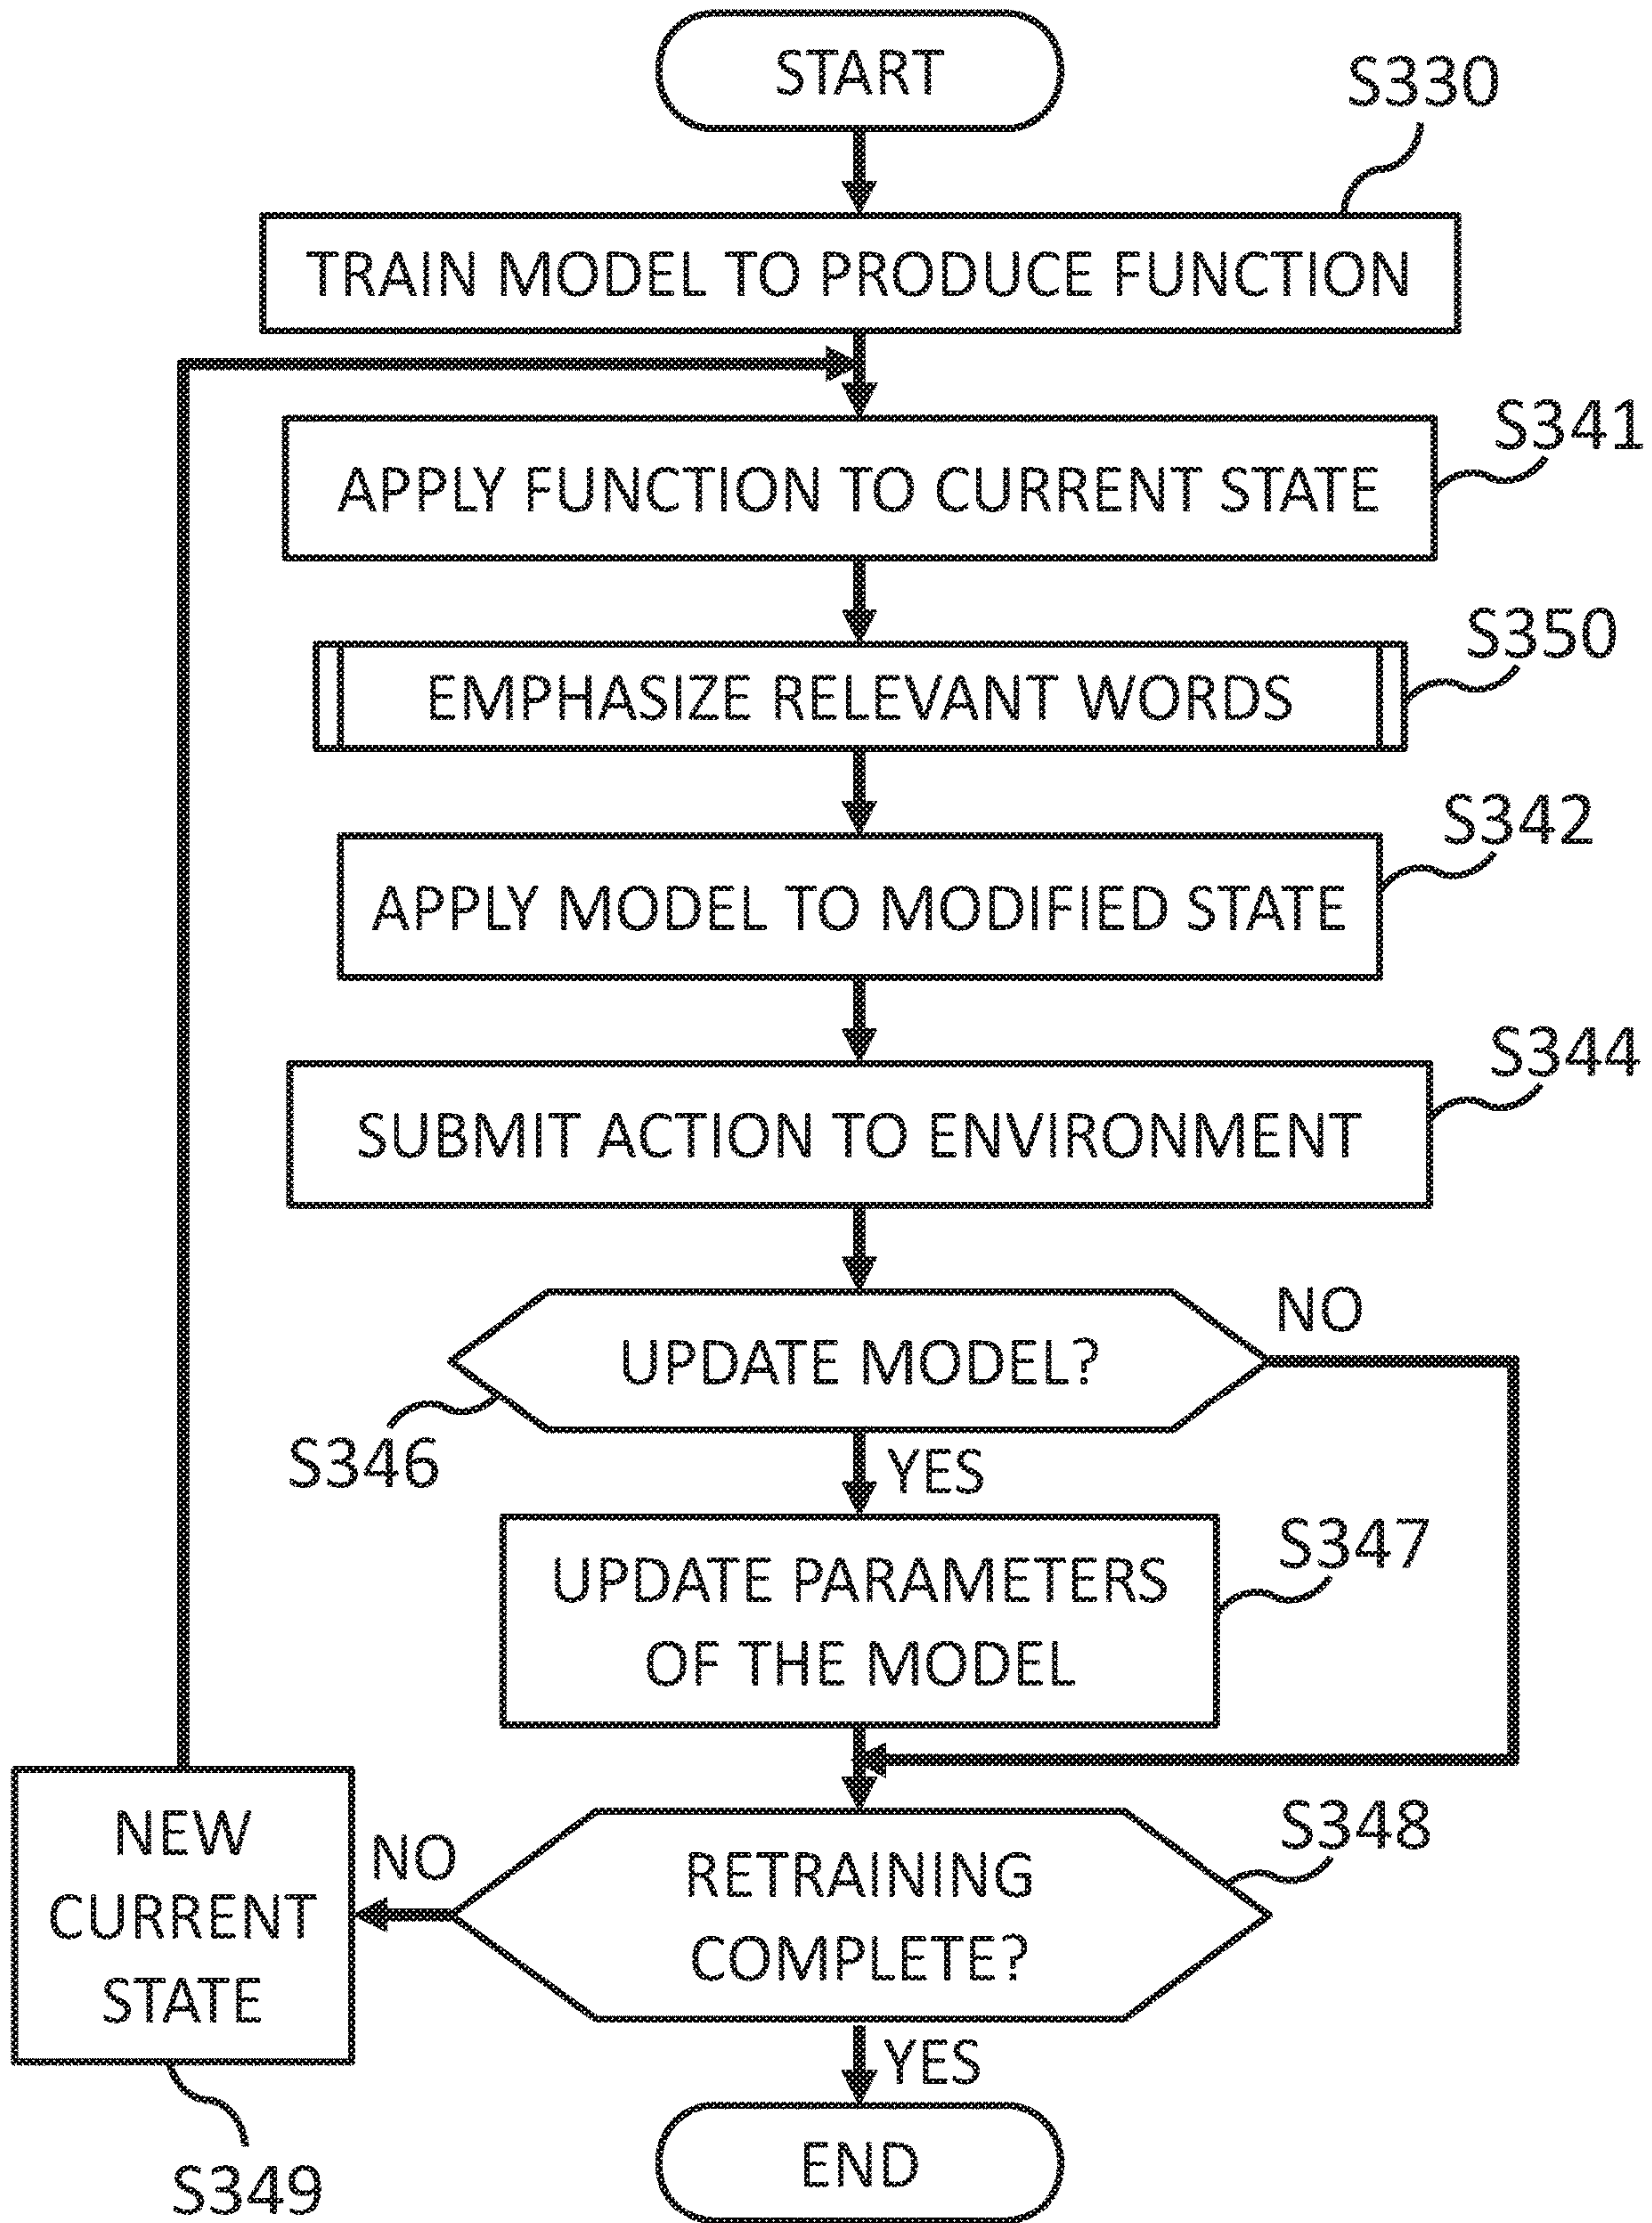 START
S330
TRAIN MODEL TO PRODUCE FUNCTION
S341
APPLY FUNCTION TO CURRENT STATE
S350
EMPHASIZE RELEVANT WORDS
S342
APPLY MODEL TO MODIFIED STATE
S344
SUBMIT ACTION TO ENVIRONMENT
NO
UPDATE MODEL?
S346
YES
S347
UPDATE PARAMETERS
OF THE MODEL
S348
RETRAINING
COMPLETE?
NO
NEW
CURRENT
STATE
S349
YES
END